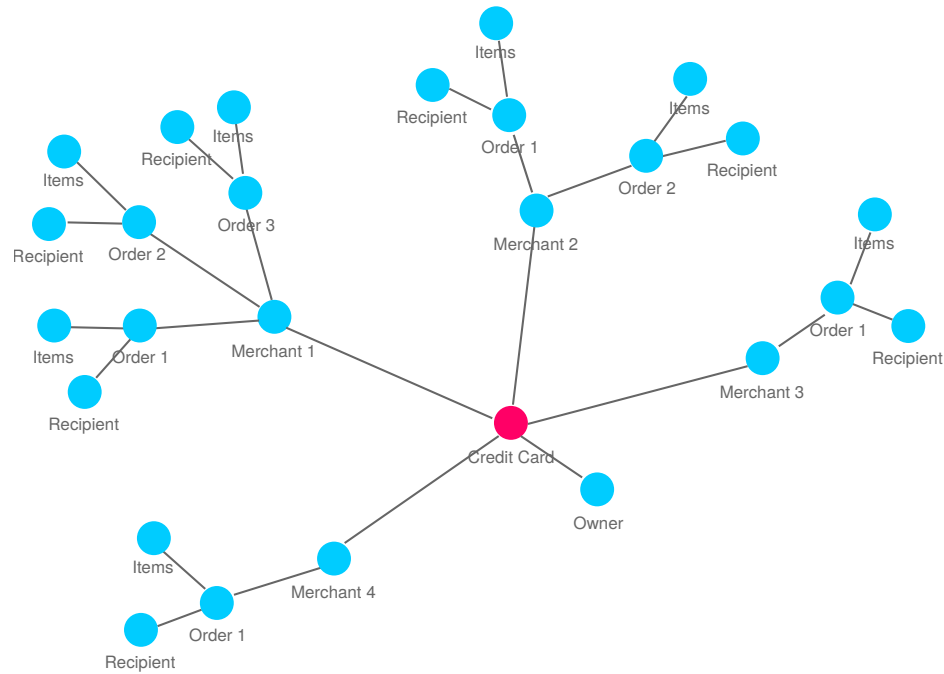 Items
Recipient
Items
Items
Recipient
Order 1
Items
Recipient
Items
Recipient
Order 2
Recipient
Order 3
Items
Merchant 2
Recipient
Order 2
Order 1
Items
Order 1
Merchant 1
Recipient
Merchant 3
Recipient
Credit Card
Owner
Items
Merchant 4
Order 1
Recipient